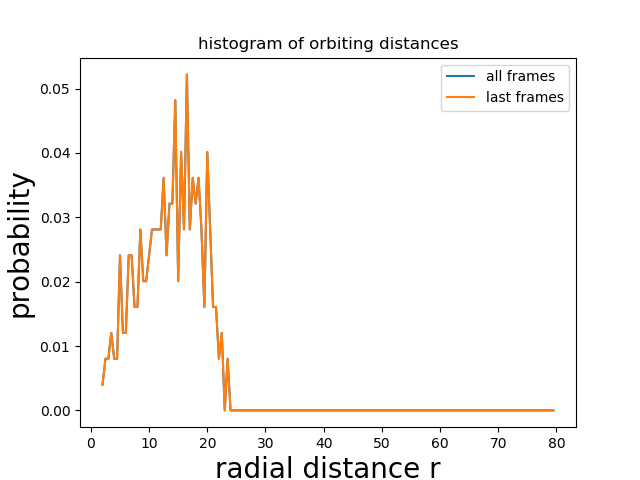 histogram of orbiting distances
all frames
last frames
probability
0.05
0.04
0.03
0.02
0.01
0.00
0 10 20 30 40 50 60 70 80
radial distance r